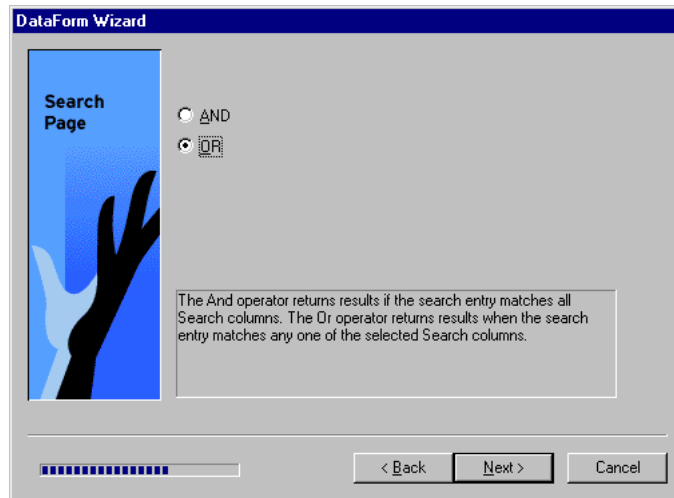 DataForm Wizard
Search
Page
AND
OR
The And operator returns results if the search entry matches all
Search columns. The Or operator returns results when the search
entry matches any one of the selected Search columns.
< Back
Next >
Cancel